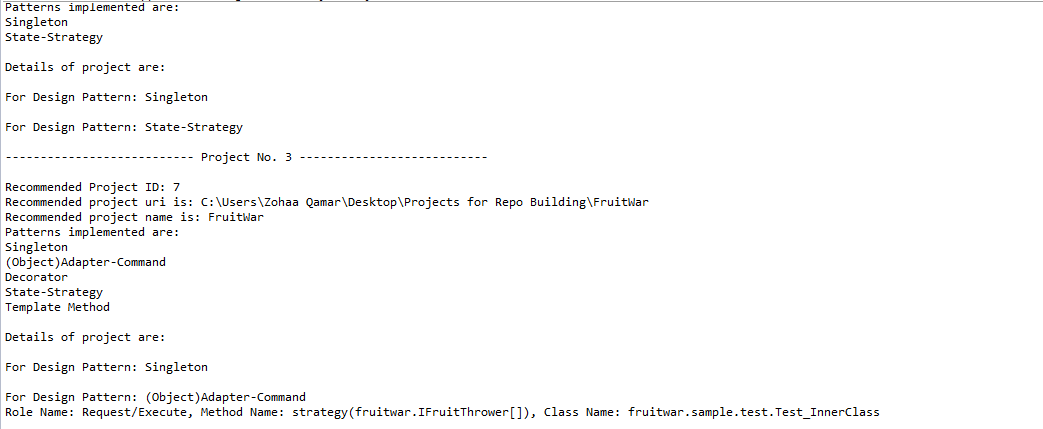 Patterns implemented are:
Singleton
State-Strategy
Details of project are:
For Design Pattern: Singleton
For Design Pattern: State-Strategy
--------------------------- Project No. 3 ---------------------------
Recommended Project ID: 7
Recommended project uri is: C:\Users\Zohaa Qamar\Desktop\Projects for Repo Building\FruitWar
Recommended project name is: FruitWar
Patterns implemented are:
Singleton
(Object)Adapter-Command
Decorator
State-Strategy
Template Method
Details of project are:
For Design Pattern: Singleton
For Design Pattern: (Object)Adapter-Command
Role Name: Request/Execute, Method Name: strategy(fruitwar.IFruitThrower[]), Class Name: fruitwar.sample.test.Test_InnerClass